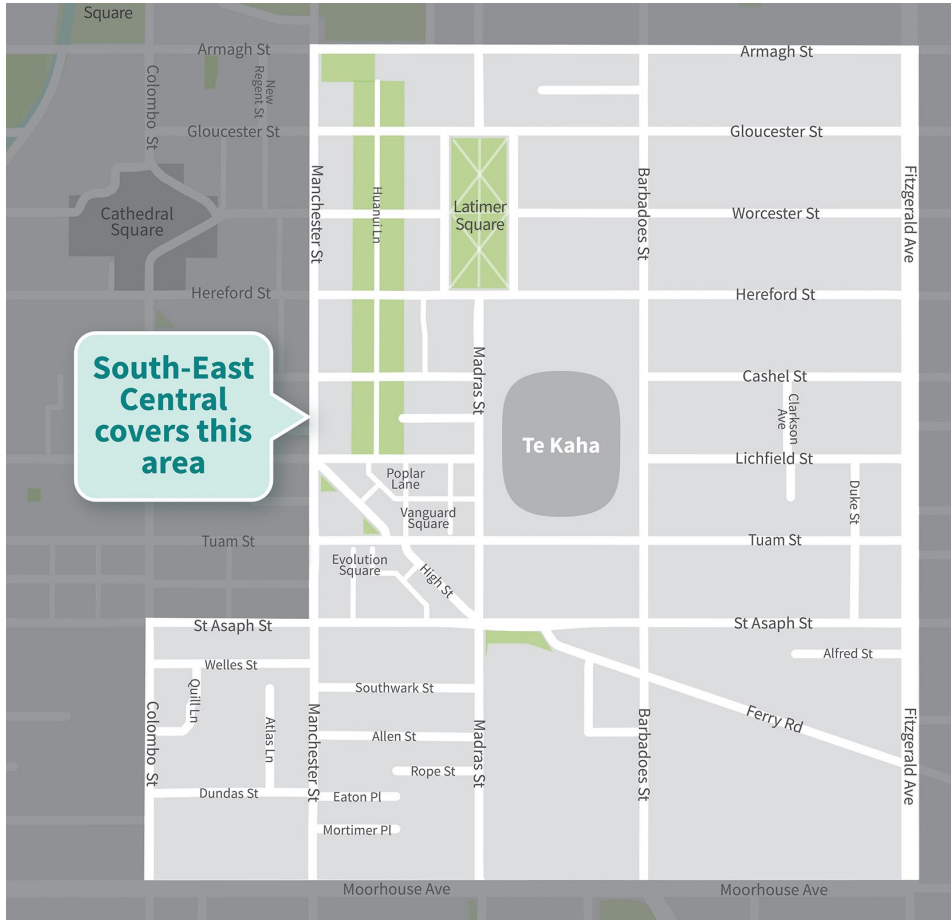 Square
Armagh St
Armagh St
Colombo St
New
Regent St
Gloucester St
Gloucester St
Manchester St
Huanui Ln
Latimer
Square
Barbadoes St
Worcester St
Fitzgerald Ave
Cathedral
Square
Hereford St
Hereford St
South-East
Central
covers this
area
Madras St
Te Kaha
Cashel St
Clarkson
Ave
Lichfield St
Poplar
Lane
Vanguard
Square
Duke St
Tuam St
Tuam St
Evolution
Square
High St
St Asaph St
St Asaph St
Alfred St
Welles St
Quill Ln
Southwark St
Colombo St
Atlas Ln
Manchester St
Allen St
Madras St
Barbadoes St
Ferry Rd
Fitzgerald Ave
Rope St
Dundas St
Eaton Pl
Mortimer Pl
Moorhouse Ave
Moorhouse Ave